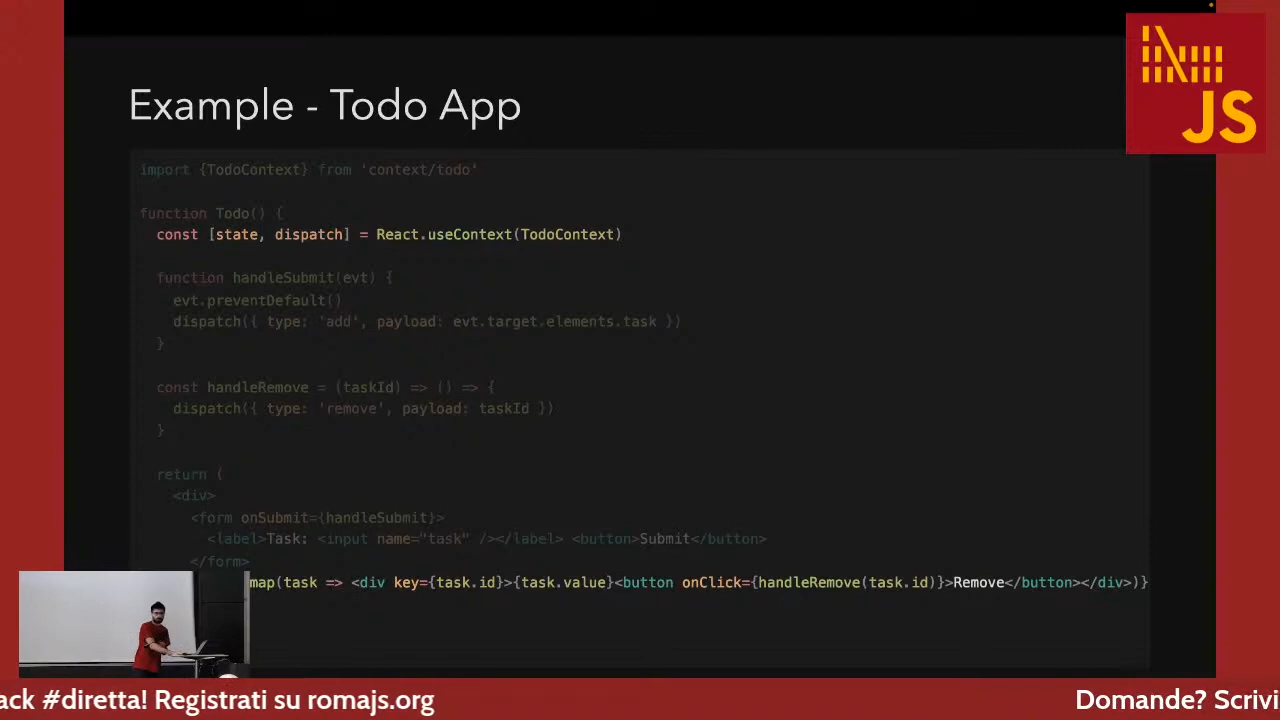 Example - Todo App
JS
import {TodoContext} from 'context/todo'
function Todo() {
const [state, dispatch] = React.useContext(TodoContext)
function handleSubmit(evt) {
evt.preventDefault()
dispatch({ type: 'add', payload: evt.target.elements.task })
}
const handleRemove = (taskId) => () => {
dispatch({ type: 'remove', payload: taskId })
}
return (
<div>
<form onSubmit={handleSubmit}>
<label>Task: <input name="task" /></label> <button>Submit</button>
</form>
map(task => <div key={task.id}>{task.value}<button onClick={handleRemove(task.id)}>Remove</button></div>)}
ack #diretta! Registrati su romajs.org
Domande? Scrivi